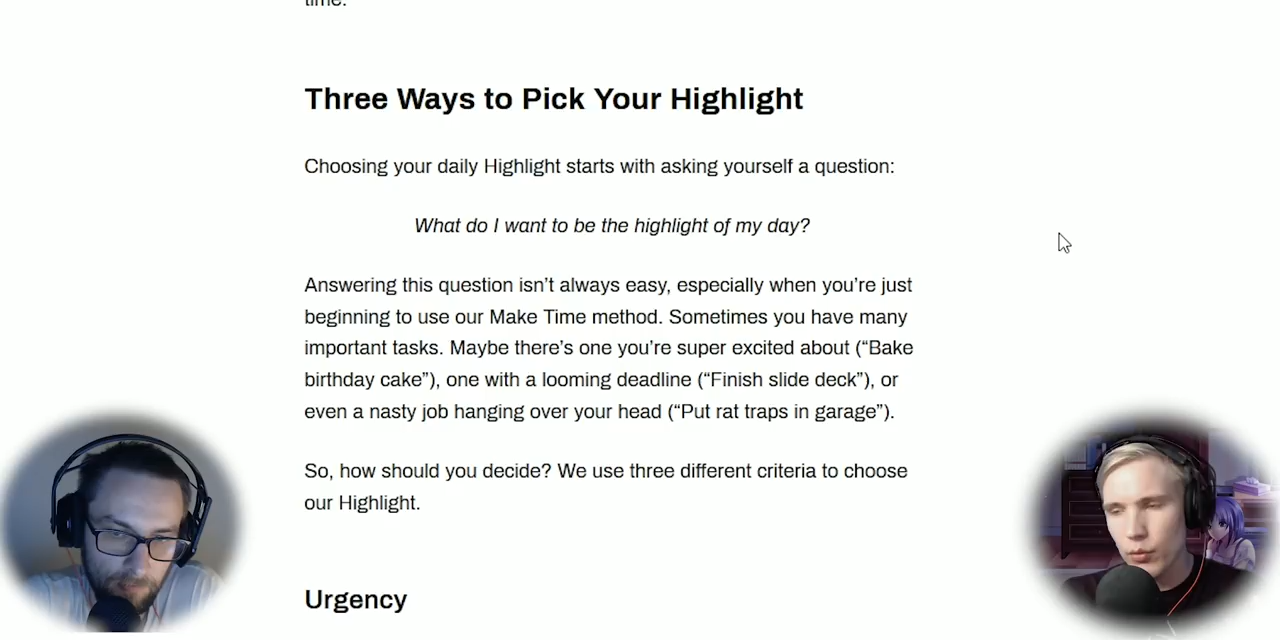 time.
Three Ways to Pick Your Highlight
Choosing your daily Highlight starts with asking yourself a question:
What do I want to be the highlight of my day?
Answering this question isn’t always easy, especially when you’re just
beginning to use our Make Time method. Sometimes you have many
important tasks. Maybe there’s one you’re super excited about (“Bake
birthday cake”), one with a looming deadline (“Finish slide deck”), or
even a nasty job hanging over your head (“Put rat traps in garage”).
So, how should you decide? We use three different criteria to choose
our Highlight.
Urgency